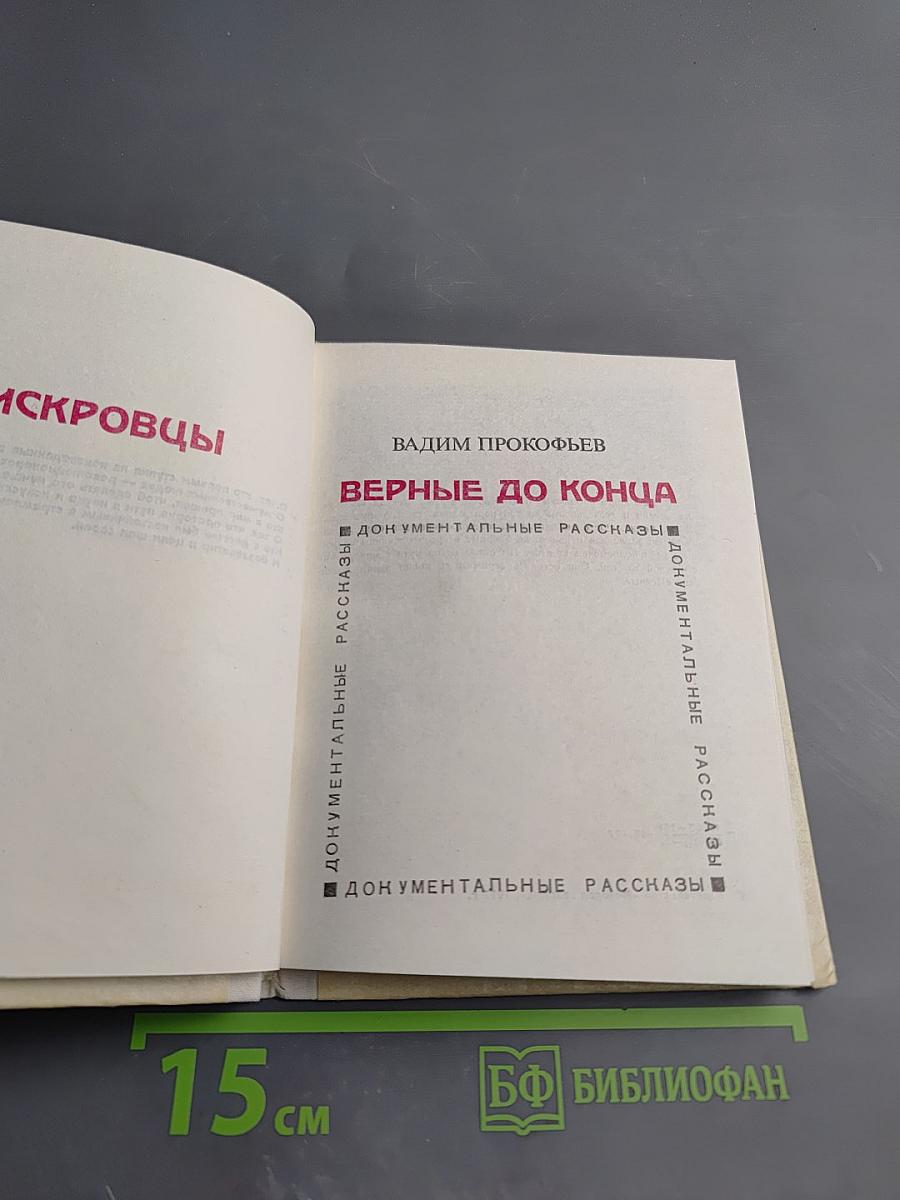 ИСКРОВЦЫ
ВАДИМ ПРОКОФЬЕВ
ВЕРНЫЕ ДО КОНЦА
ДОКУМЕНТАЛЬНЫЕ РАССКАЗЫ
ДОКУМЕНТАЛЬНЫЕ РАССКАЗЫ
ДОКУМЕНТАЛЬНЫЕ РАССКАЗЫ
ДОКУМЕНТАЛЬНЫЕ РАССКАЗЫ
15 СМ
БФ БИБЛИОФАН